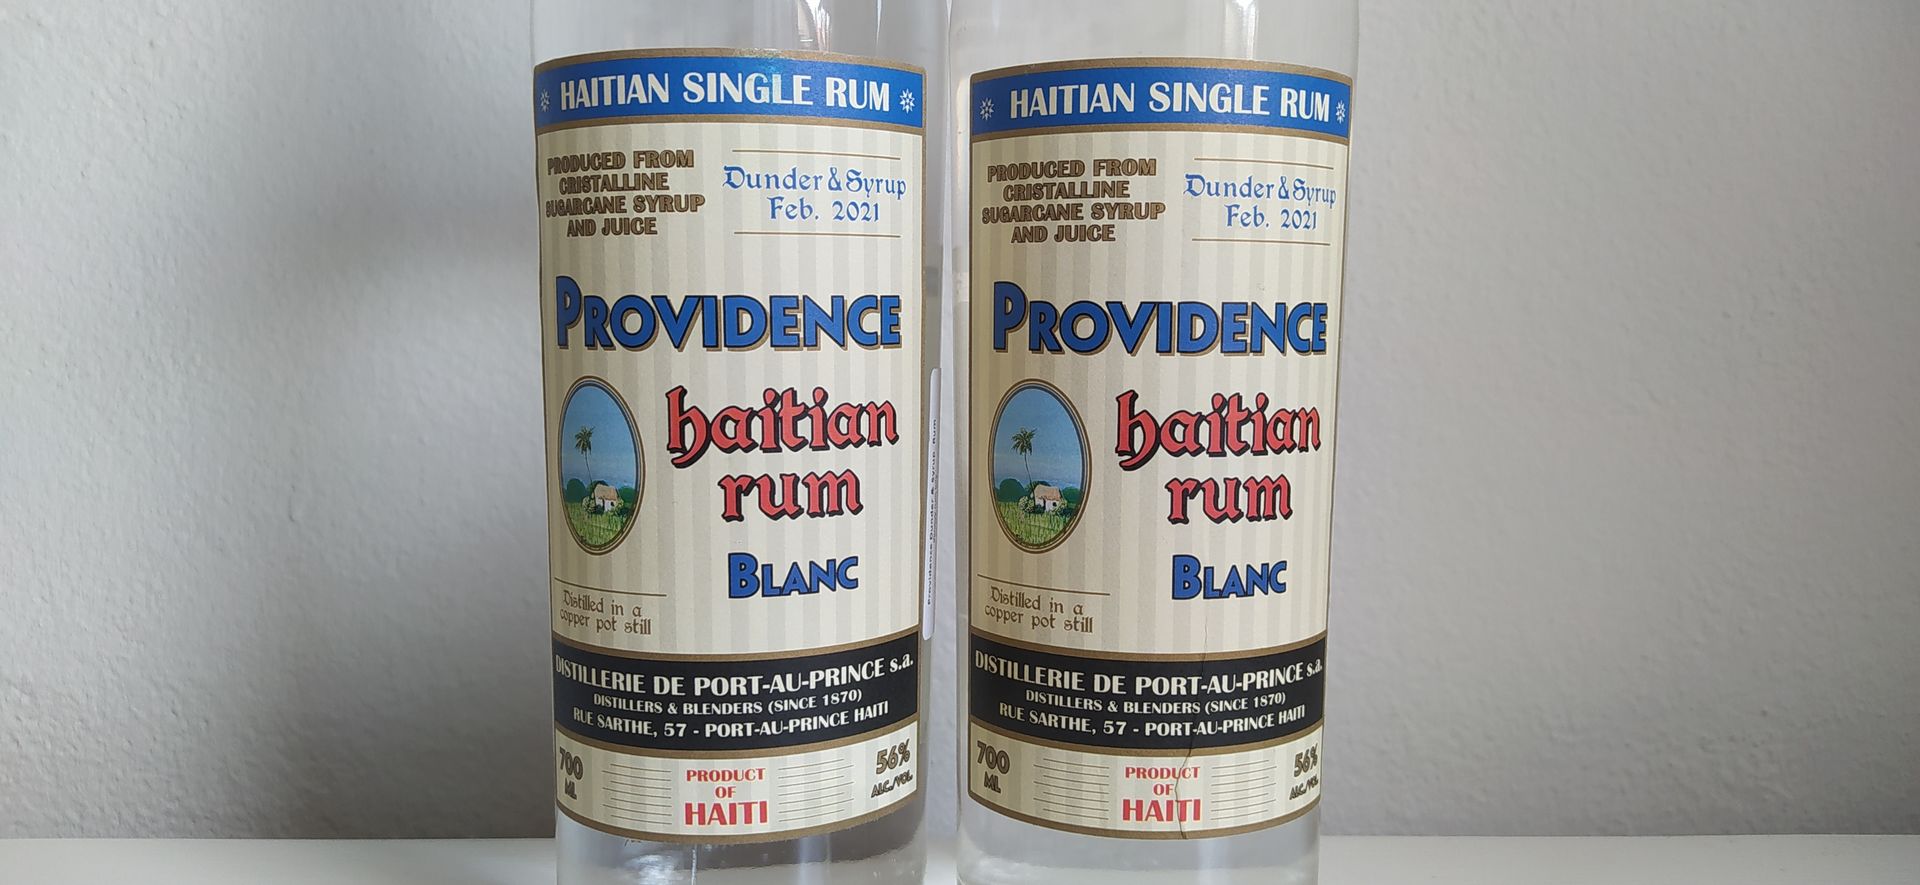 HAITIAN SINGLE RUM
PRODUCED FROM
CRISTALLINE
SUGARCANE SYRUP
AND JUICE
Dunder & Syrup
Feb. 2021
PROVIDENCE
haitian
rum
BLANC
Distilled in a
copper pot still
DISTILLERIE DE PORT-AU-PRINCE s.a.
DISTILLERS & BLENDERS (SINCE 1870)
RUE SARTHE, 57 - PORT-AU-PRINCE HAITI
700
ML
PRODUCT
OF
HAITI
56%
ALC./VOL.
Providence Dunder & Syrup Rum
HAITIAN SINGLE RUM
PRODUCED FROM
CRISTALLINE
SUGARCANE SYRUP
AND JUICE
Dunder & Syrup
Feb. 2021
PROVIDENCE
haitian
rum
BLANC
Distilled in a
copper pot still
DISTILLERIE DE PORT-AU-PRINCE s.a.
DISTILLERS & BLENDERS (SINCE 1870)
RUE SARTHE, 57 - PORT-AU-PRINCE HAITI
700
ML
PRODUCT
OF
HAITI
56%
ALC./VOL.